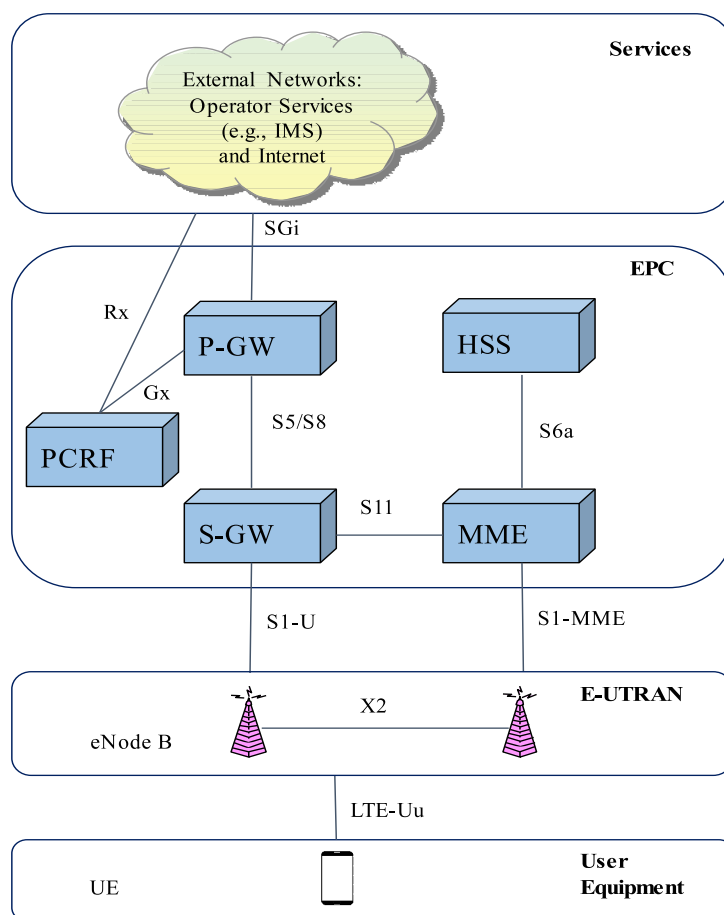 Services
External Networks:
Operator Services
(e.g., IMS)
and Internet
SGi
EPC
Rx
P-GW
HSS
Gx
PCRF
S5/S8
S6a
S11
S-GW
MME
S1-U
S1-MME
E-UTRAN
X2
eNode B
LTE-Uu
User
Equipment
UE